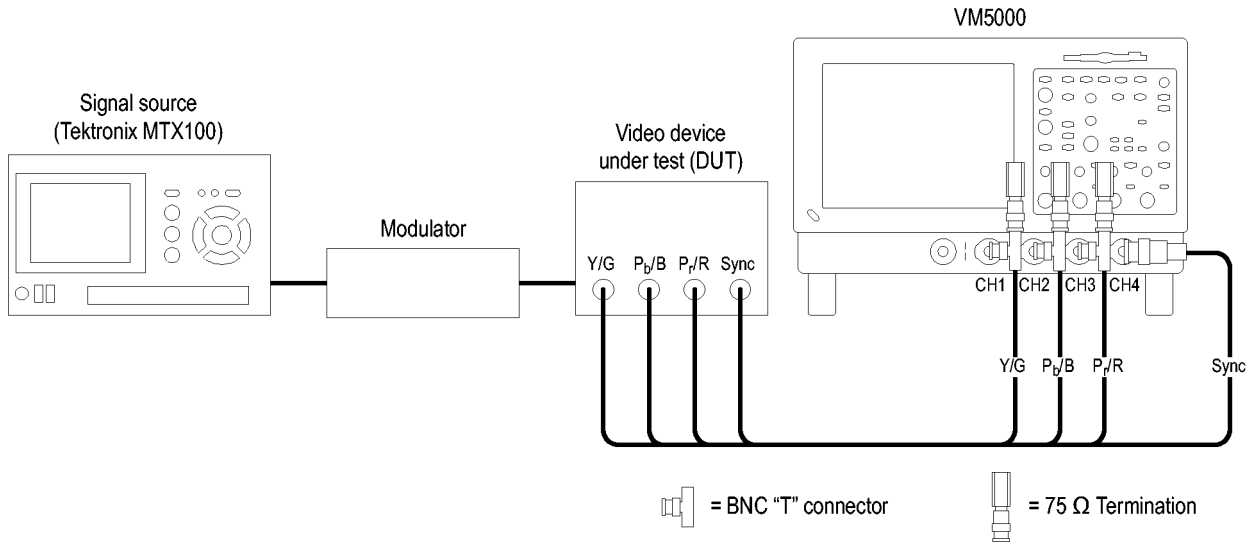 VM5000
Signal source
(Tektronix MTX100)
Video device
under test (DUT)
Modulator
Y/G Pb/B Pr/R Sync
CH1 CH2 CH3 CH4
Y/G Pb/B Pr/R Sync
= BNC “T” connector
= 75 Ω Termination